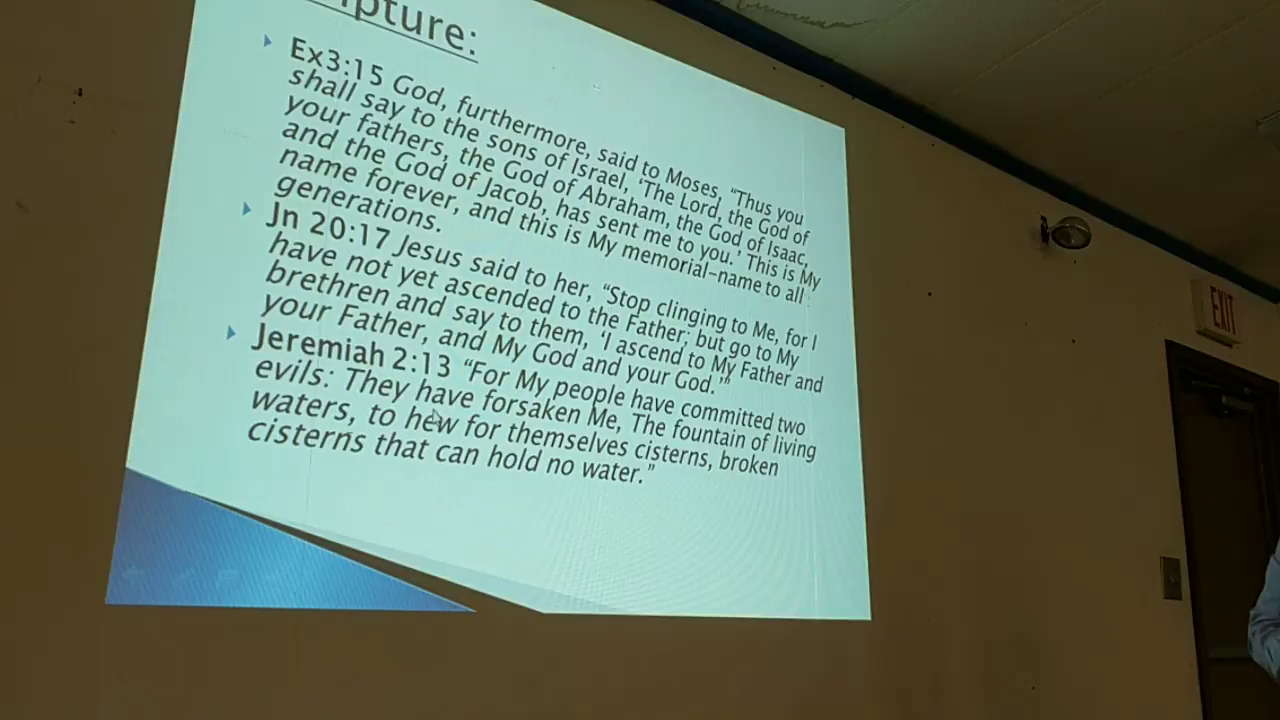 ipture:
Ex3:15 God, furthermore, said to Moses, “Thus you
shall say to the sons of Israel, ‘The Lord, the God of
your fathers, the God of Abraham, the God of Isaac,
and the God of Jacob, has sent me to you.’ This is My
name forever, and this is My memorial-name to all
generations.
Jn 20:17 Jesus said to her, “Stop clinging to Me, for I
have not yet ascended to the Father; but go to My
brethren and say to them, ‘I ascend to My Father and
your Father, and My God and your God.’”
Jeremiah 2:13 “For My people have committed two
evils: They have forsaken Me, The fountain of living
waters, to hew for themselves cisterns, broken
cisterns that can hold no water.”
EXIT